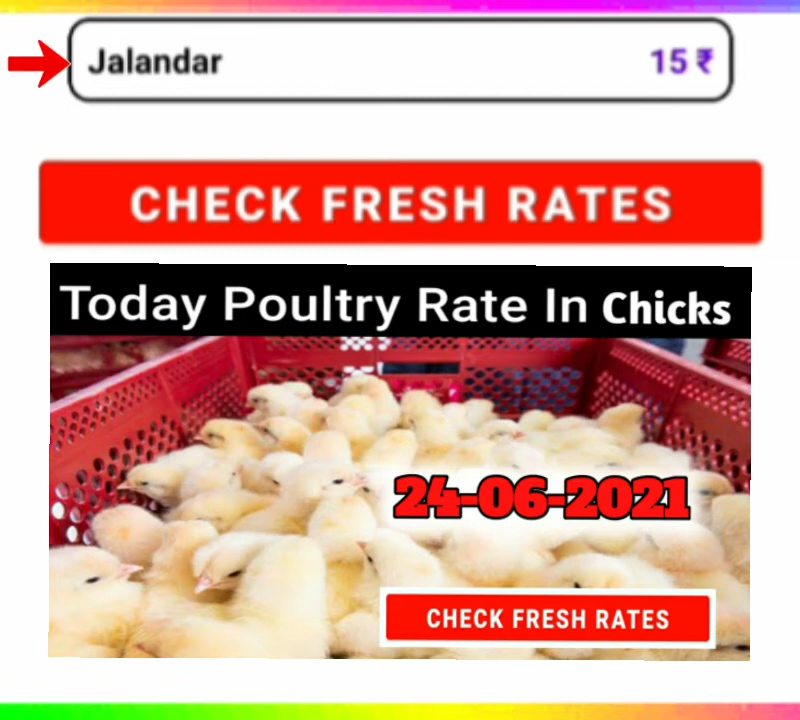 Jalandar 15 ₹
CHECK FRESH RATES
Today Poultry Rate In Chicks
24-06-2021
CHECK FRESH RATES